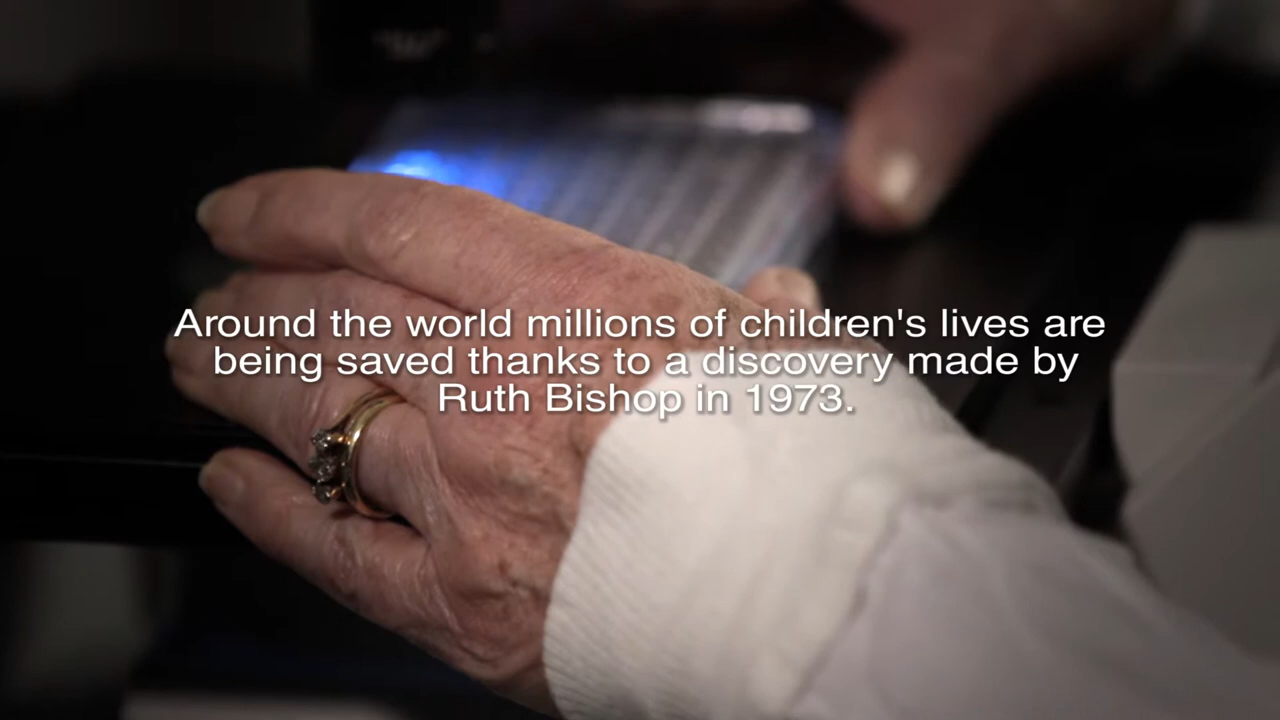 Around the world millions of children's lives are
being saved thanks to a discovery made by
Ruth Bishop in 1973.